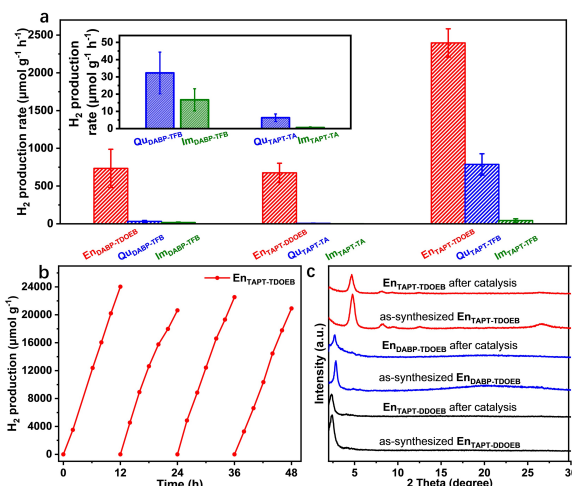 a
H2 production rate (μmol g-1 h-1)
2500
2000
1500
1000
500
0
H2 production
rate (μmol g-1 h-1)
50
40
30
20
10
0
QuDABP-TFB
ImDABP-TFB
QuTAPT-TA
ImTAPT-TA
EnDABP-TDOEB
QuDABP-TFB
ImDABP-TFB
EnTAPT-DDOEB
QuTAPT-TA
ImTAPT-TA
EnTAPT-TDOEB
QuTAPT-TFB
ImTAPT-TFB
b
EnTAPT-TDOEB
H2 production (μmol g-1)
28000
24000
20000
16000
12000
8000
4000
0
0 12 24 36 48
Time (h)
c
Intensity (a.u.)
EnTAPT-TDOEB after catalysis
as-synthesized EnTAPT-TDOEB
EnDABP-TDOEB after catalysis
as-synthesized EnDABP-TDOEB
EnTAPT-DDOEB after catalysis
as-synthesized EnTAPT-DDOEB
5 10 15 20 25 30
2 Theta (degree)